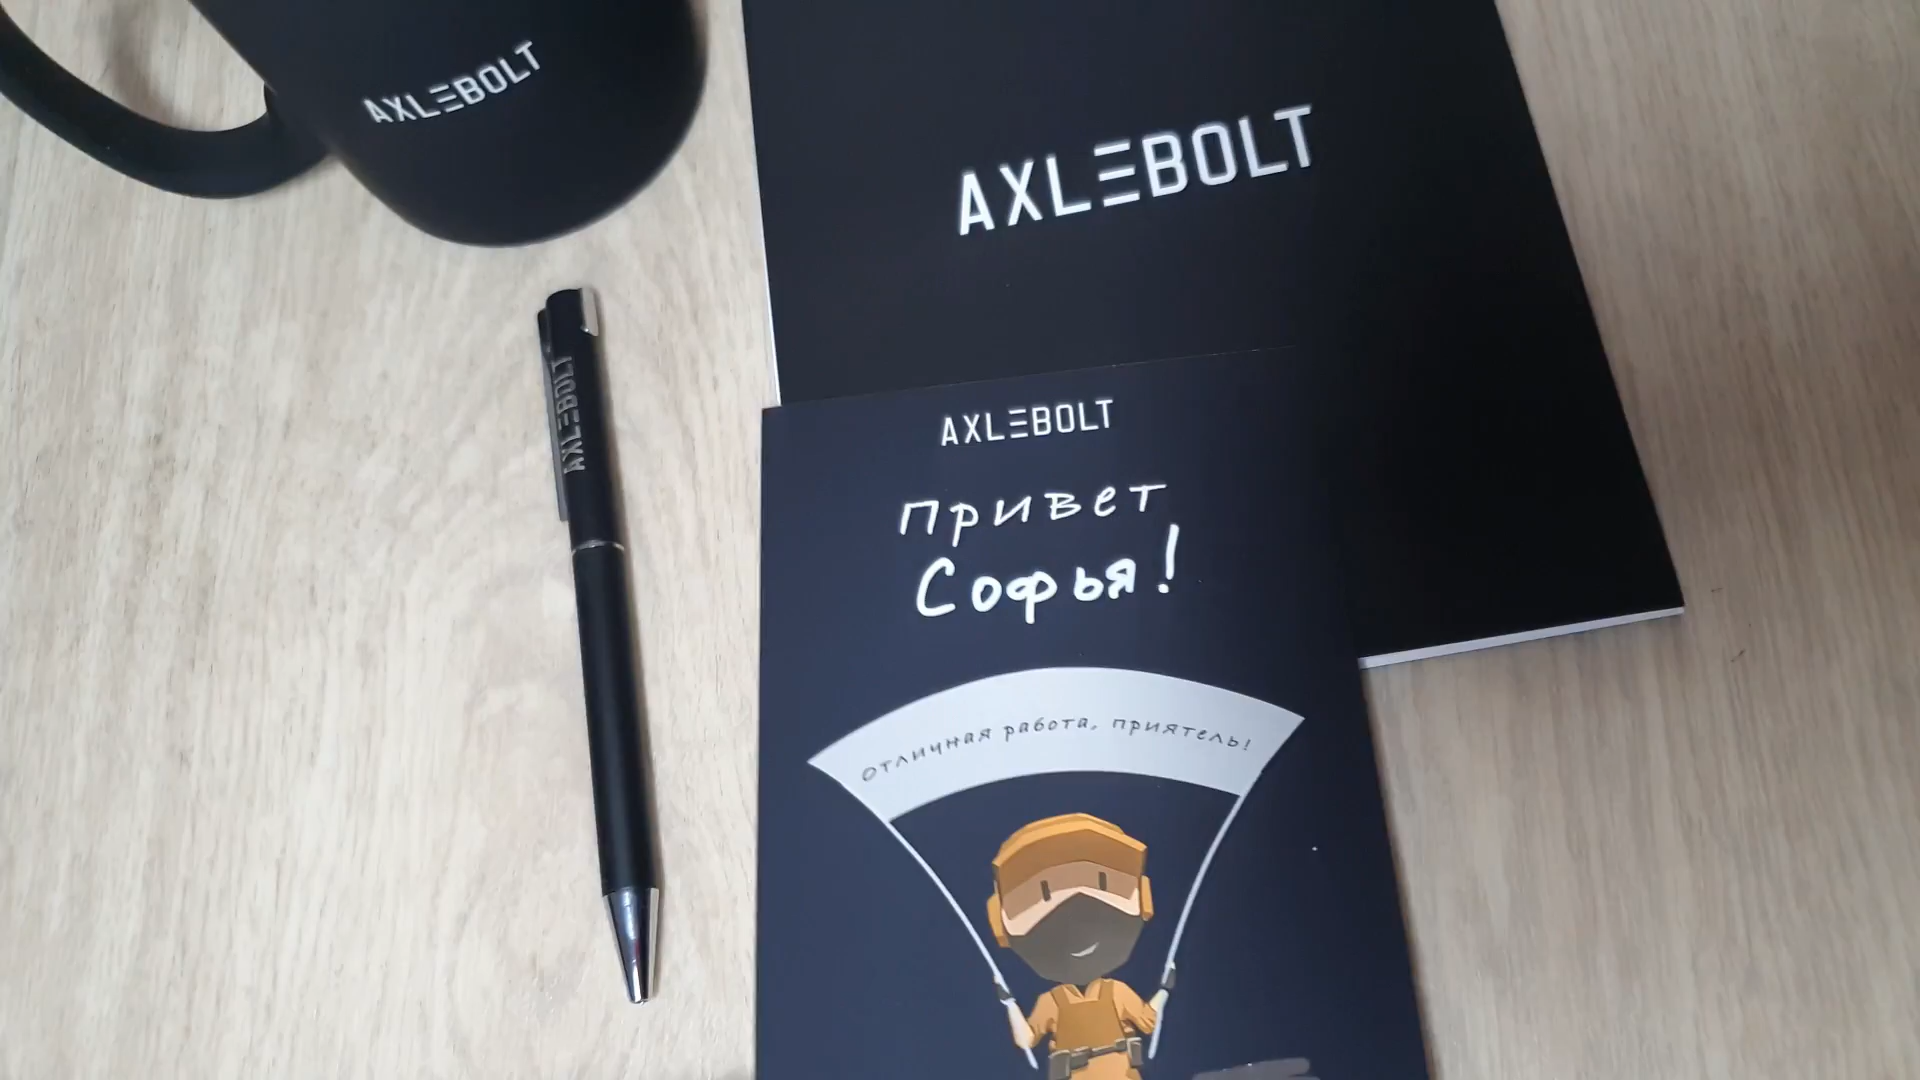 AXLEBOLT
AXLEBOLT
AXLEBOLT
AXLEBOLT
привет
Софья!
отличная работа, приятель!